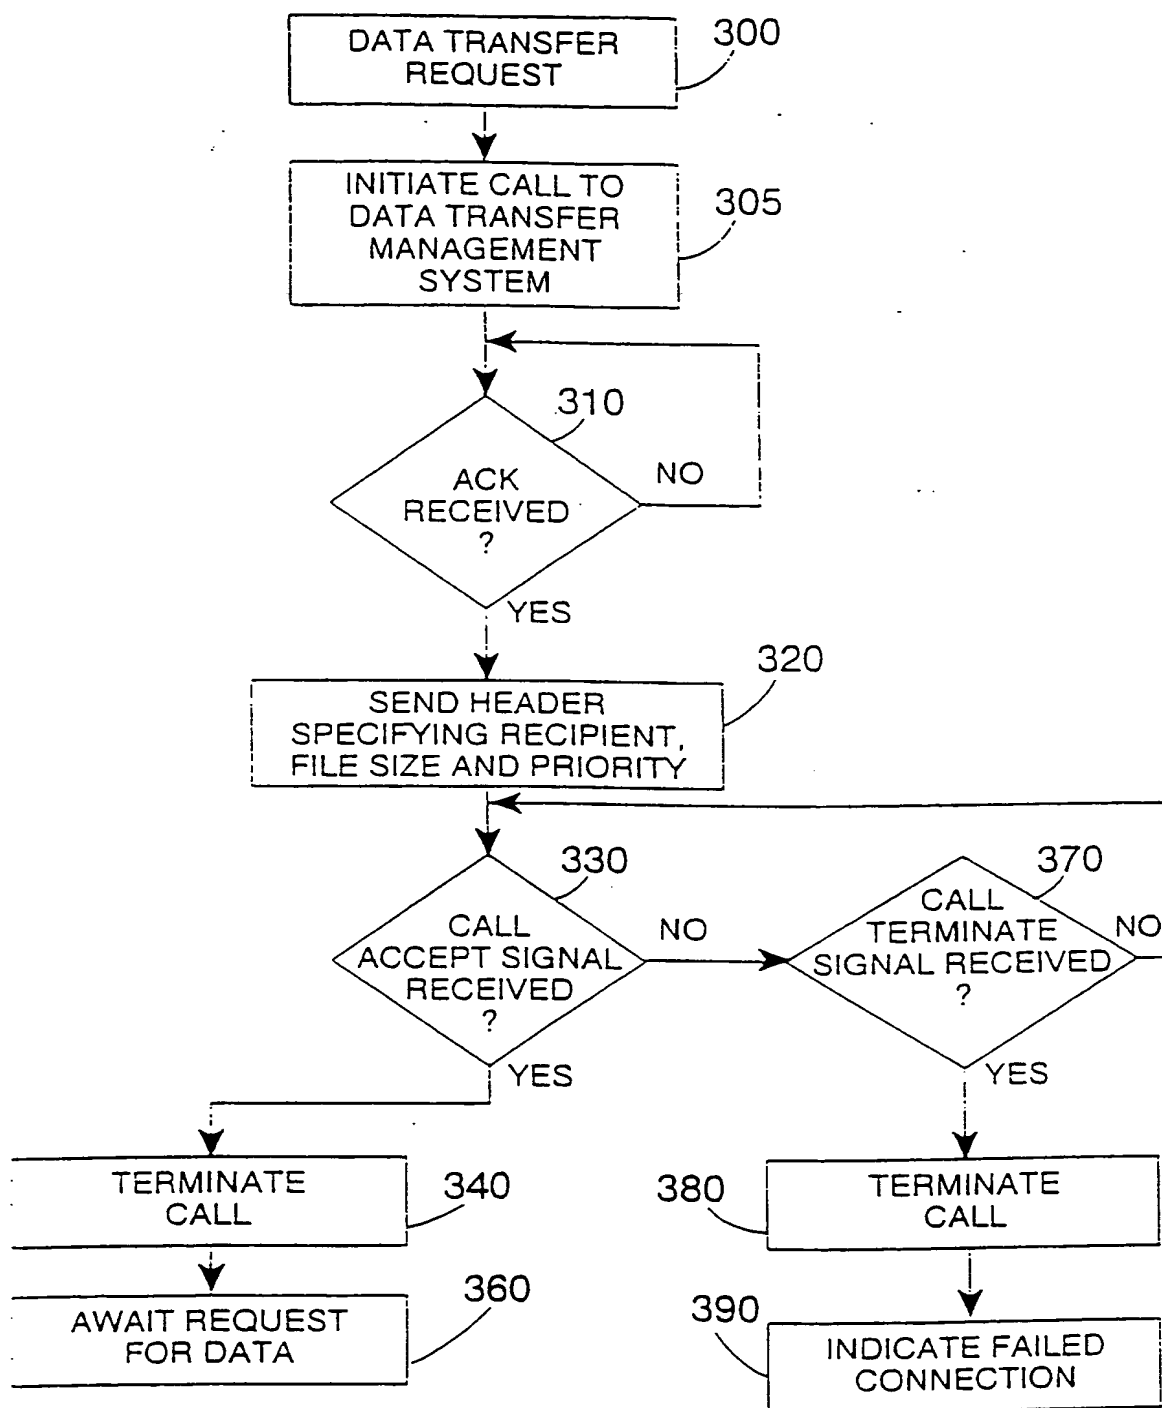 DATA TRANSFER
REQUEST
300
INITIATE CALL TO
DATA TRANSFER
MANAGEMENT
SYSTEM
305
310
ACK
RECEIVED
?
NO
YES
320
SEND HEADER
SPECIFYING RECIPIENT,
FILE SIZE AND PRIORITY
330
CALL
ACCEPT SIGNAL
RECEIVED
?
NO
YES
370
CALL
TERMINATE
SIGNAL RECEIVED
?
NO
YES
TERMINATE
CALL
340
380
TERMINATE
CALL
AWAIT REQUEST
FOR DATA
360
390
INDICATE FAILED
CONNECTION